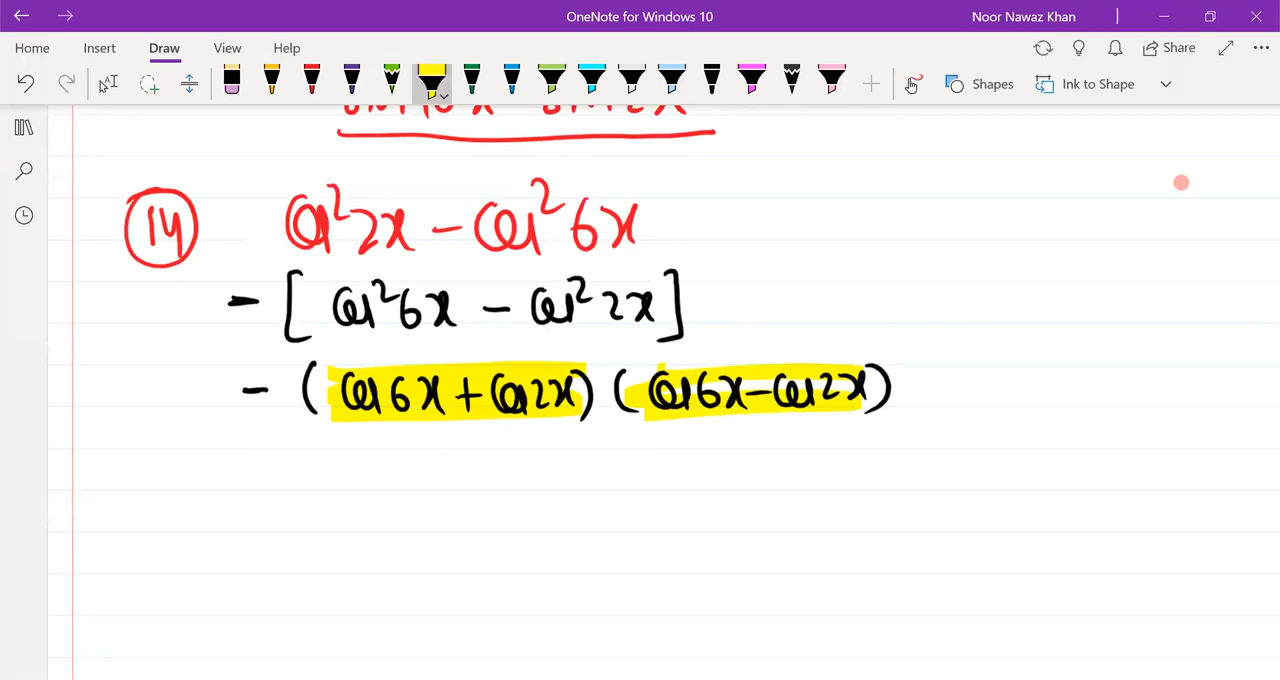 OneNote for Windows 10
Noor Nawaz Khan
Home Insert Draw View Help
Share
Shapes
Ink to Shape
14 cos²2x - cos²6x
- [ cos²6x - cos²2x ]
- (cos6x + cos2x) (cos6x - cos2x)